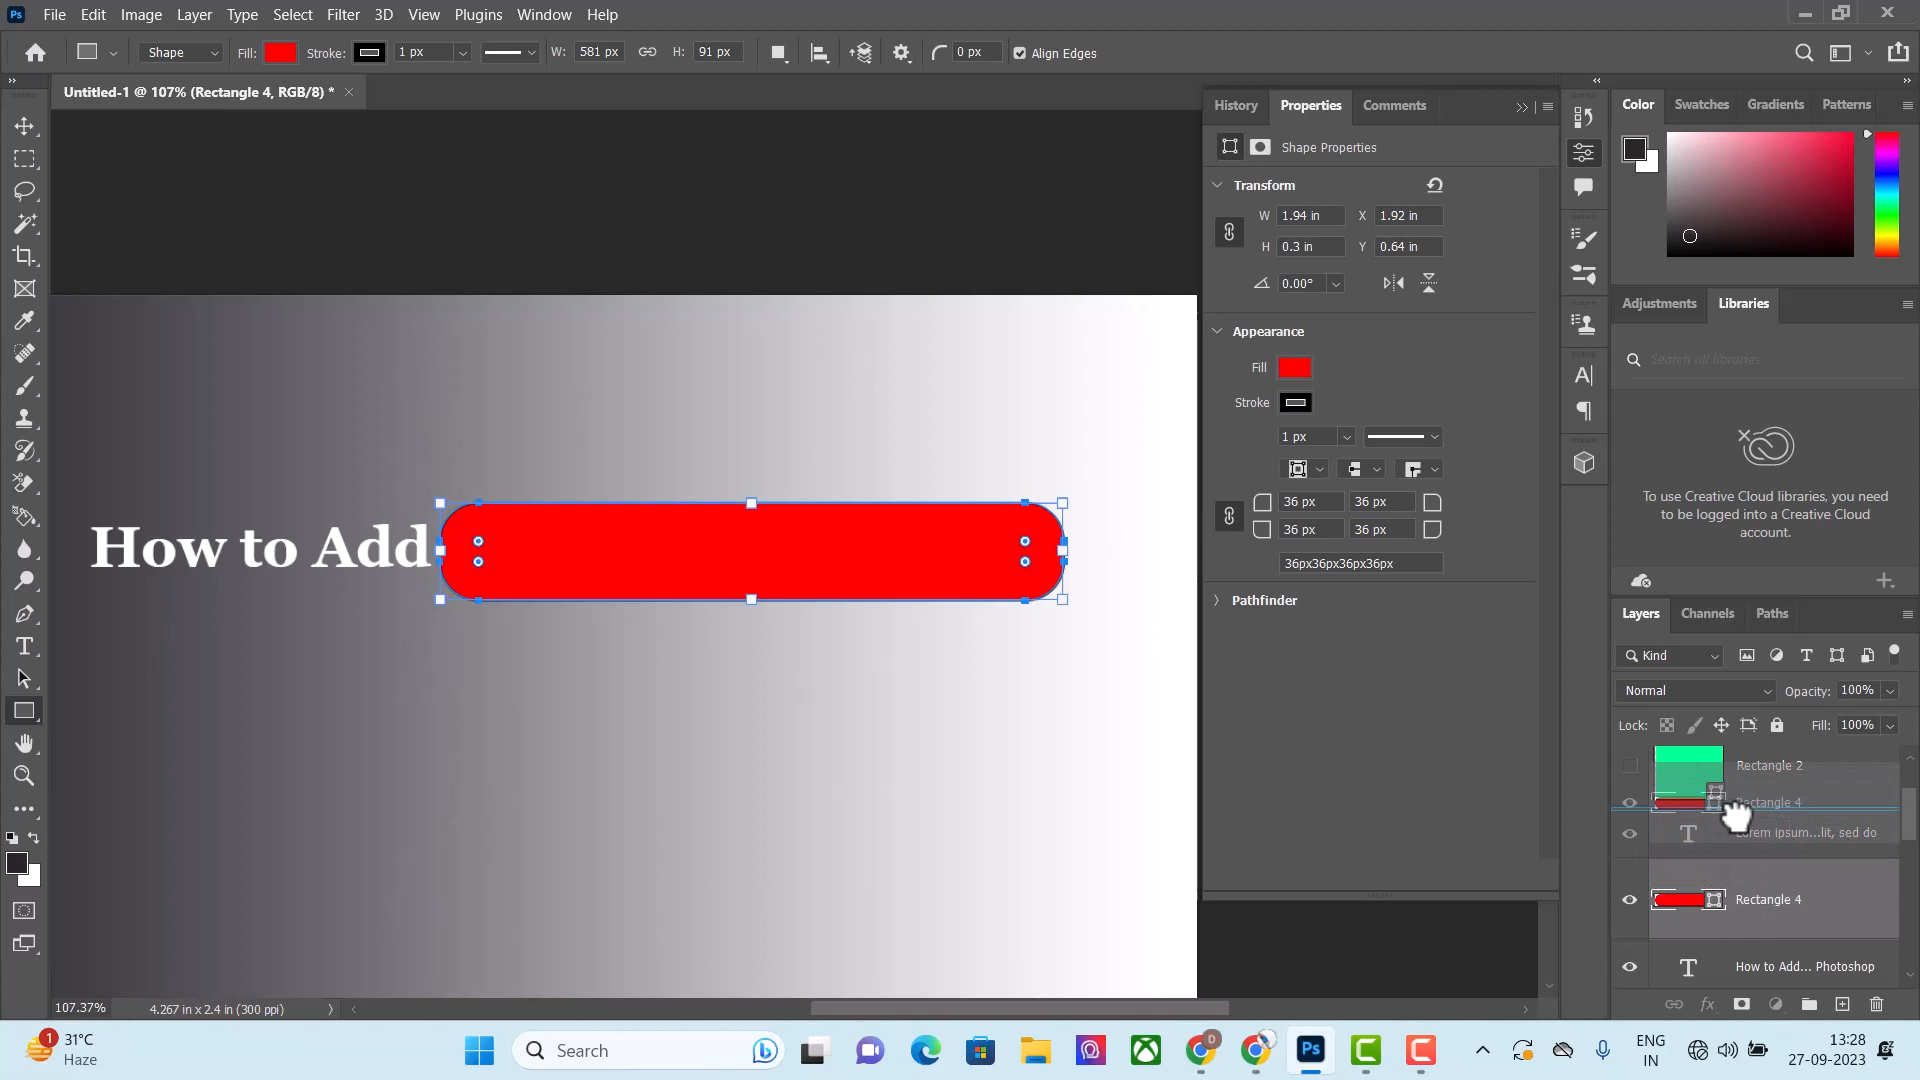 Ps File Edit Image Layer Type Select Filter 3D View Plugins Window Help
Shape Fill: Stroke: 1 px W: 581 px H: 91 px 0 px Align Edges
Untitled-1 @ 107% (Rectangle 4, RGB/8) *
History Properties Comments
Color Swatches Gradients Patterns
Shape Properties
Transform
W 1.94 in X 1.92 in
H 0.3 in Y 0.64 in
0.00°
Adjustments Libraries
Appearance
Search all libraries
Fill
Stroke
1 px
36 px 36 px
36 px 36 px
36px36px36px36px
Pathfinder
To use Creative Cloud libraries, you need
to be logged into a Creative Cloud
account.
How to Add
Layers Channels Paths
Kind
Normal Opacity: 100%
Lock: Fill: 100%
Rectangle 2
Rectangle 4
Lorem ipsum...lit, sed do
Rectangle 4
How to Add... Photoshop
107.37% 4.267 in x 2.4 in (300 ppi)
1 31°C
Haze
Search
D
Ps
ENG
IN
13:28
27-09-2023